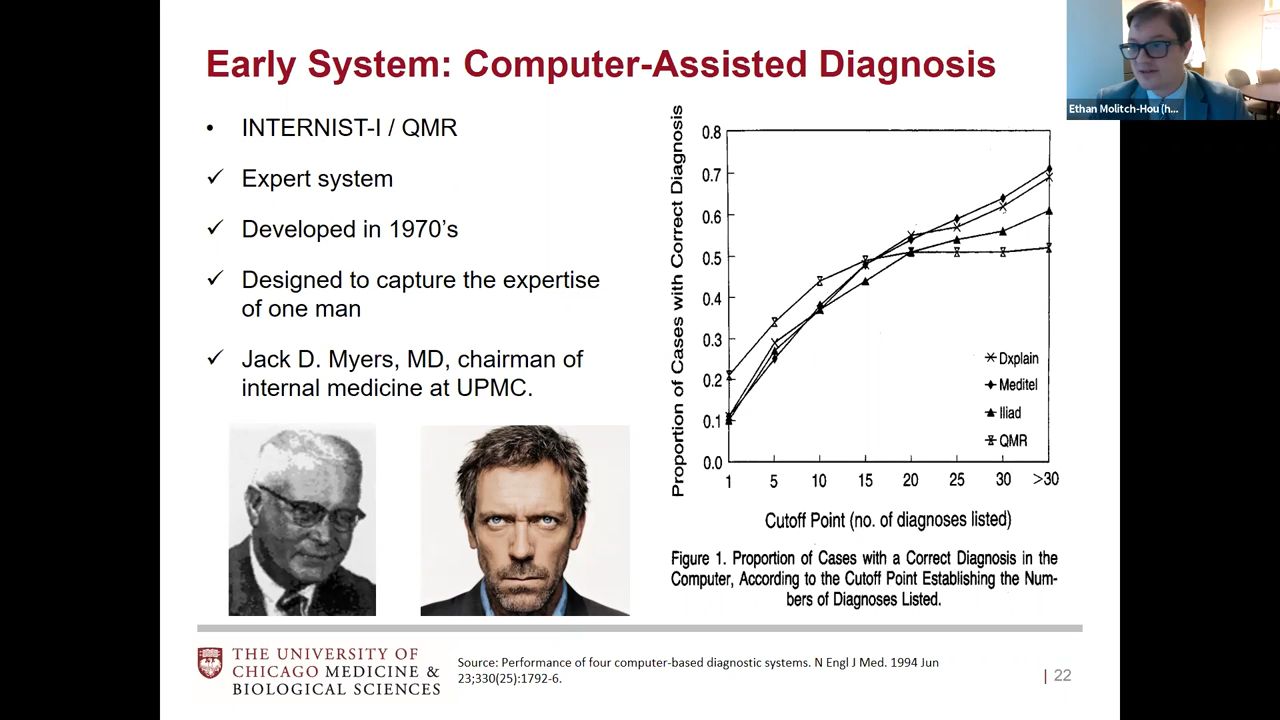 Early System: Computer-Assisted Diagnosis
• INTERNIST-I / QMR
✓ Expert system
✓ Developed in 1970's
✓ Designed to capture the expertise
of one man
✓ Jack D. Myers, MD, chairman of
internal medicine at UPMC.
Proportion of Cases with Correct Diagnosis
0.8
0.7
0.6
0.5
0.4
0.3
0.2
0.1
0.0
1 5 10 15 20 25 30 >30
Dxplain
Meditel
Iliad
QMR
Cutoff Point (no. of diagnoses listed)
Figure 1. Proportion of Cases with a Correct Diagnosis in the
Computer, According to the Cutoff Point Establishing the Num-
bers of Diagnoses Listed.
THE UNIVERSITY OF
CHICAGO MEDICINE &
BIOLOGICAL SCIENCES
Source: Performance of four computer-based diagnostic systems. N Engl J Med. 1994 Jun
23;330(25):1792-6.
| 22
Ethan Molitch-Hou (h...